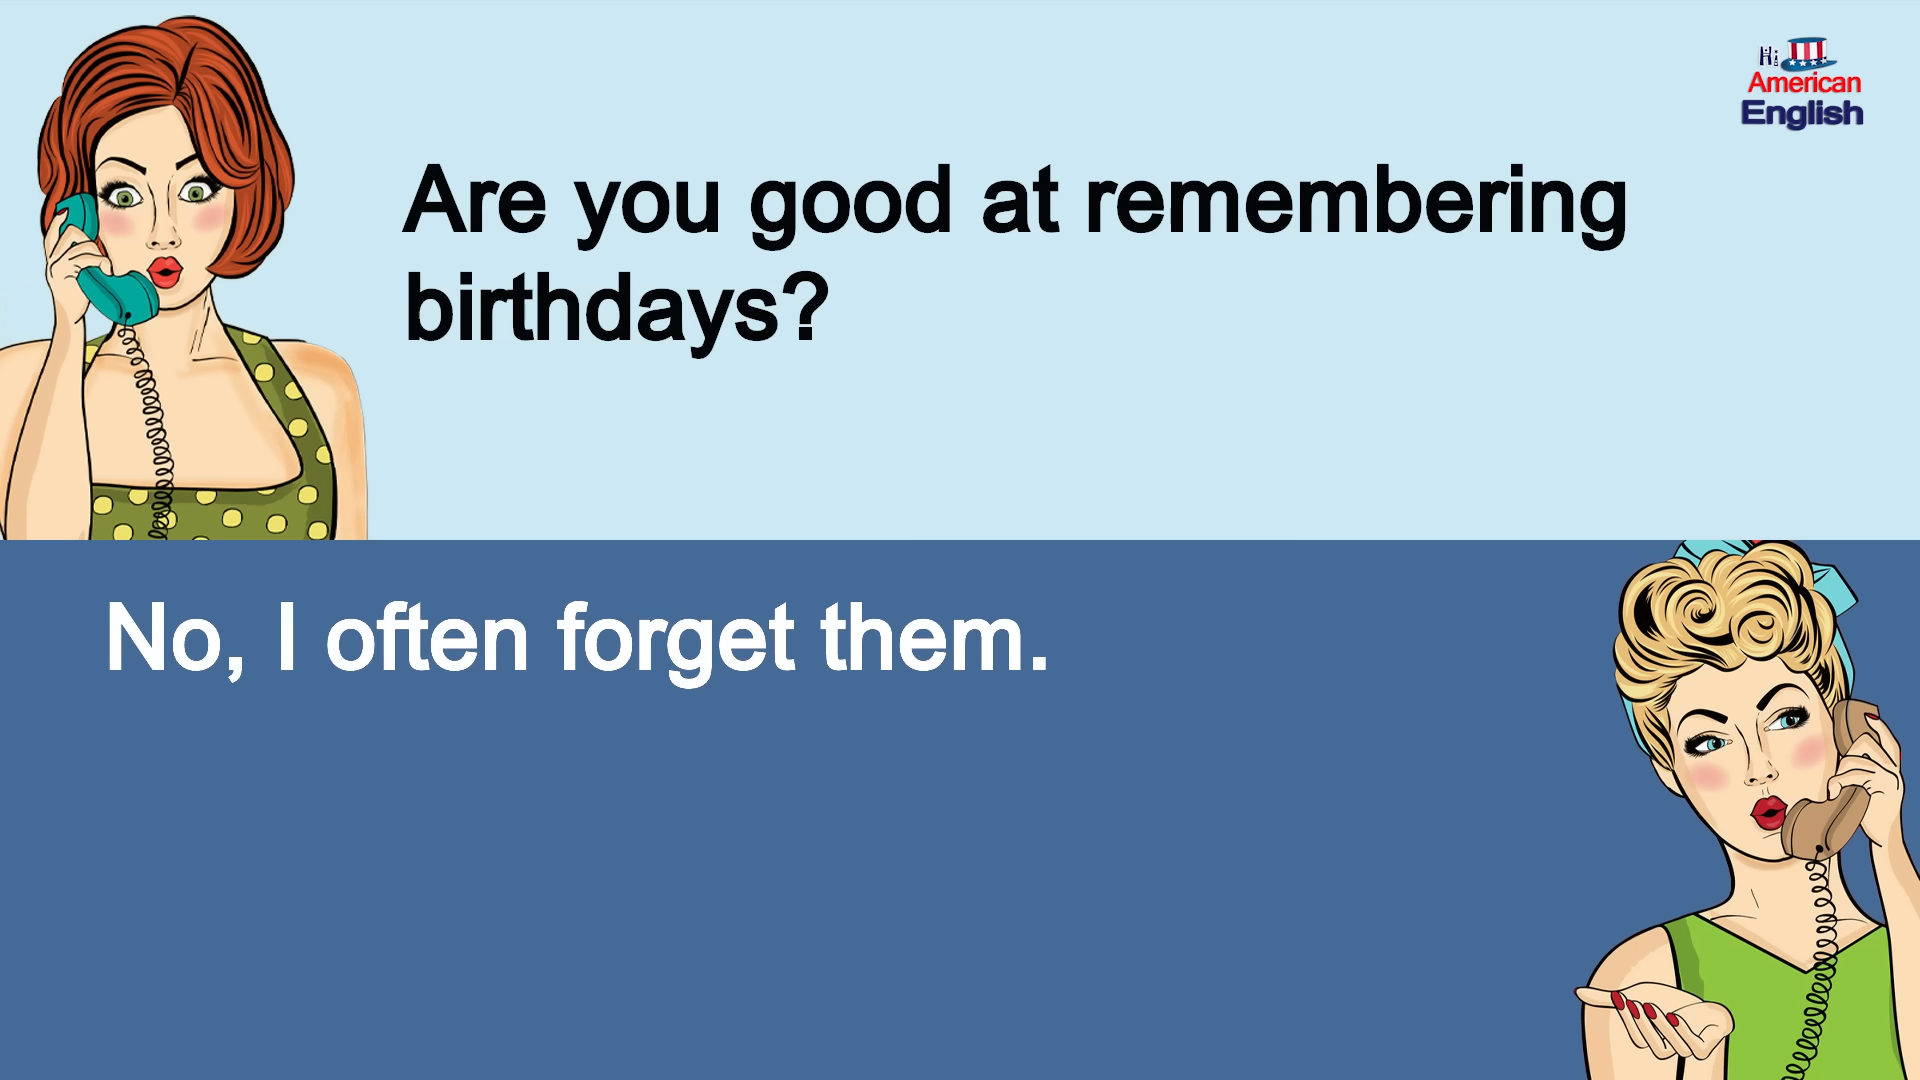 Hi
American
English
Are you good at remembering
birthdays?
No, I often forget them.